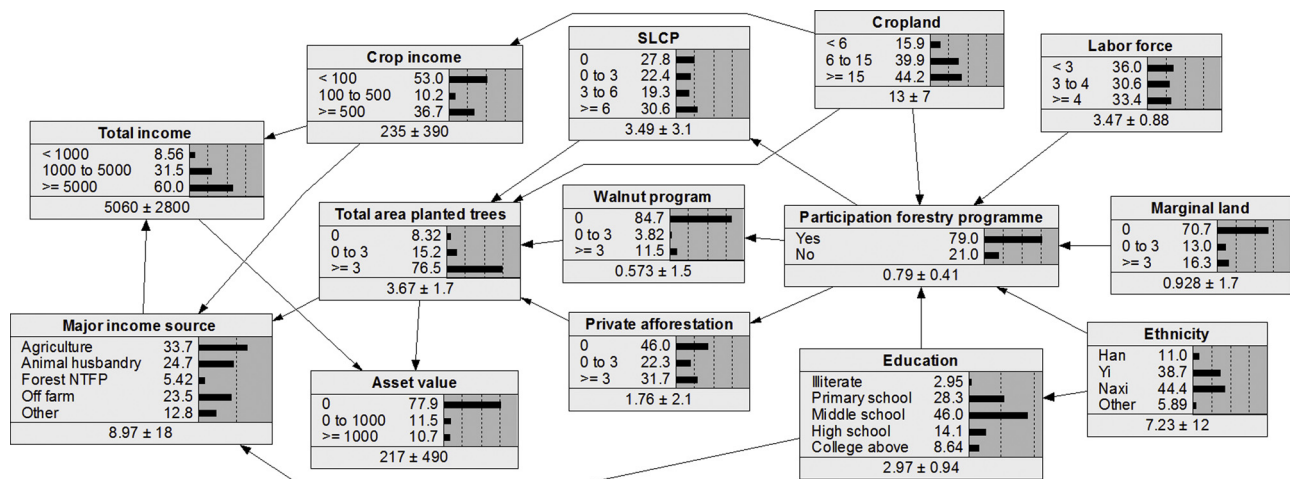 Crop income
< 100 53.0
100 to 500 10.2
>= 500 36.7
235 ± 390
SLCP
0 27.8
0 to 3 22.4
3 to 6 19.3
>= 6 30.6
3.49 ± 3.1
Cropland
< 6 15.9
6 to 15 39.9
>= 15 44.2
13 ± 7
Labor force
< 3 36.0
3 to 4 30.6
>= 4 33.4
3.47 ± 0.88
Total income
< 1000 8.56
1000 to 5000 31.5
>= 5000 60.0
5060 ± 2800
Total area planted trees
0 8.32
0 to 3 15.2
>= 3 76.5
3.67 ± 1.7
Walnut program
0 84.7
0 to 3 3.82
>= 3 11.5
0.573 ± 1.5
Participation forestry programme
Yes 79.0
No 21.0
0.79 ± 0.41
Marginal land
0 70.7
0 to 3 13.0
>= 3 16.3
0.928 ± 1.7
Major income source
Agriculture 33.7
Animal husbandry 24.7
Forest NTFP 5.42
Off farm 23.5
Other 12.8
8.97 ± 18
Asset value
0 77.9
0 to 1000 11.5
>= 1000 10.7
217 ± 490
Private afforestation
0 46.0
0 to 3 22.3
>= 3 31.7
1.76 ± 2.1
Education
Illiterate 2.95
Primary school 28.3
Middle school 46.0
High school 14.1
College above 8.64
2.97 ± 0.94
Ethnicity
Han 11.0
Yi 38.7
Naxi 44.4
Other 5.89
7.23 ± 12